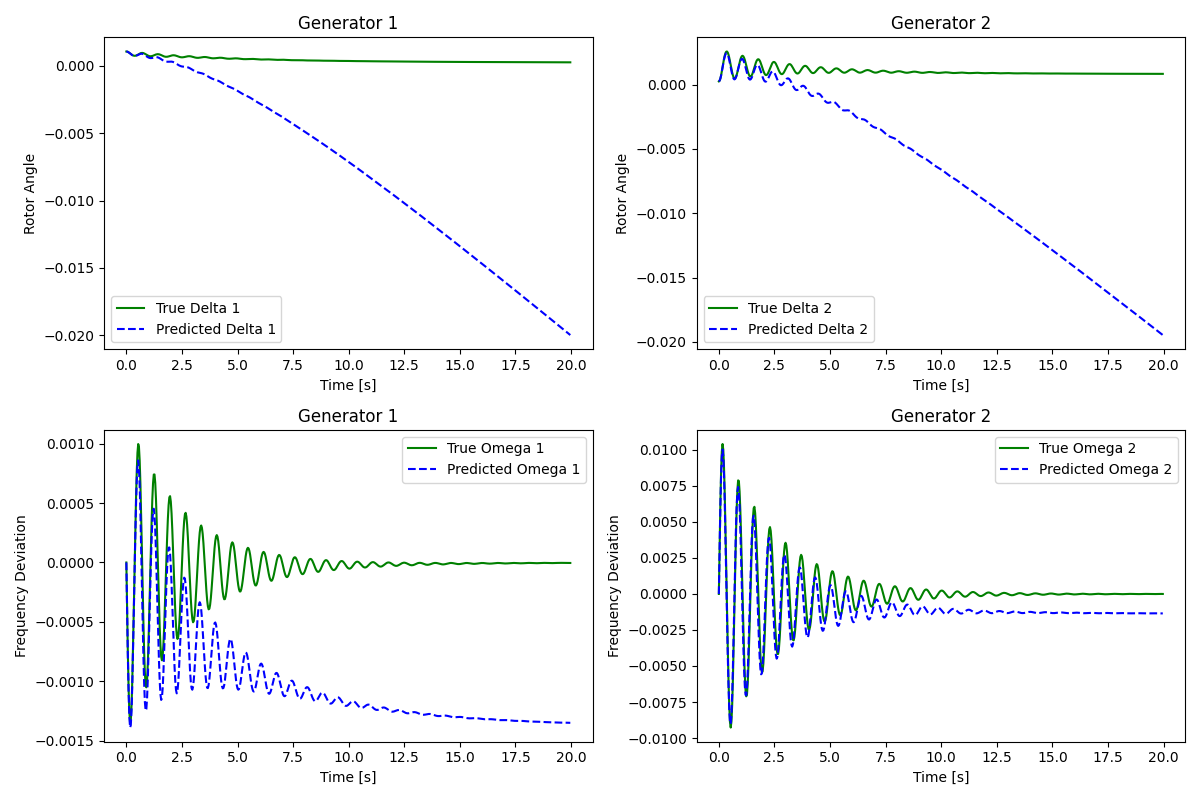 Generator 1
Rotor Angle
0.000
−0.005
−0.010
−0.015
−0.020
True Delta 1
Predicted Delta 1
0.0 2.5 5.0 7.5 10.0 12.5 15.0 17.5 20.0
Time [s]
Generator 2
Rotor Angle
0.000
−0.005
−0.010
−0.015
−0.020
True Delta 2
Predicted Delta 2
0.0 2.5 5.0 7.5 10.0 12.5 15.0 17.5 20.0
Time [s]
Generator 1
Frequency Deviation
0.0010
0.0005
0.0000
−0.0005
−0.0010
−0.0015
True Omega 1
Predicted Omega 1
0.0 2.5 5.0 7.5 10.0 12.5 15.0 17.5 20.0
Time [s]
Generator 2
Frequency Deviation
0.0100
0.0075
0.0050
0.0025
0.0000
−0.0025
−0.0050
−0.0075
−0.0100
True Omega 2
Predicted Omega 2
0.0 2.5 5.0 7.5 10.0 12.5 15.0 17.5 20.0
Time [s]